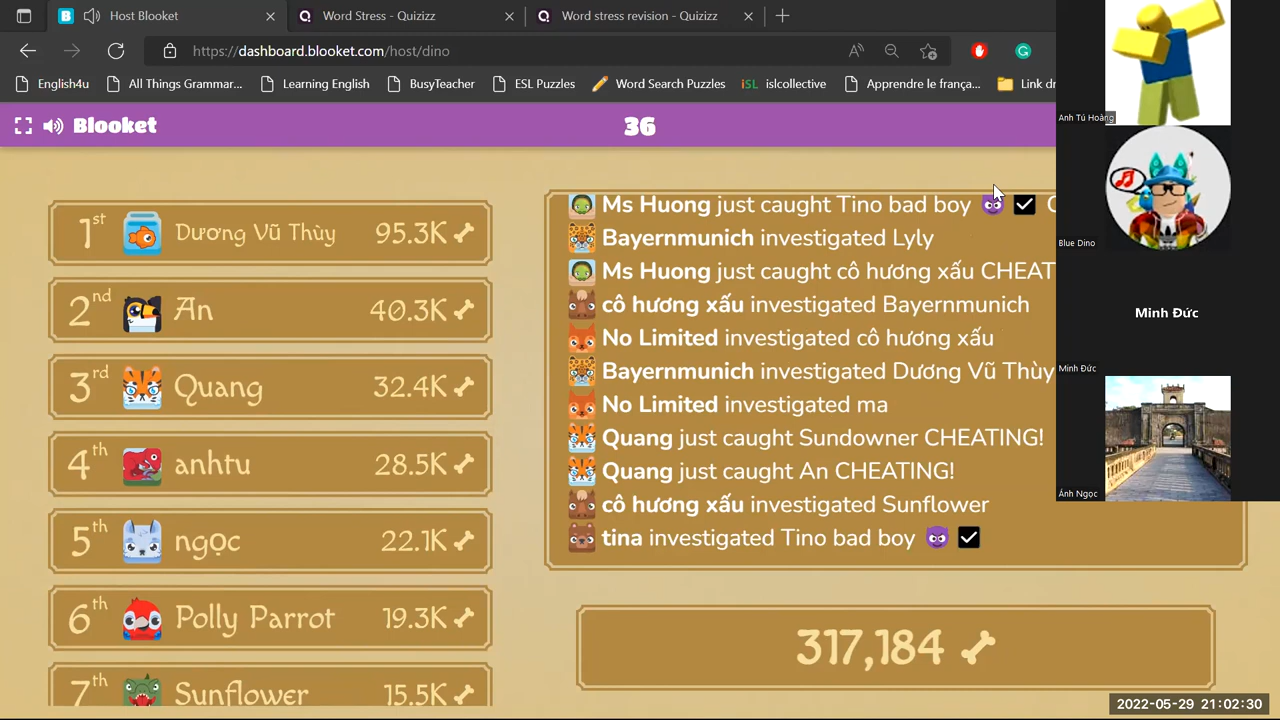 Host Blooket
Word Stress - Quizizz
Word stress revision - Quizizz
https://dashboard.blooket.com/host/dino
English4u
All Things Grammar...
Learning English
BusyTeacher
ESL Puzzles
Word Search Puzzles
iSL islcollective
Apprendre le frança...
Link dr
Blooket
36
1st Dương Vũ Thùy 95.3K
2nd An 40.3K
3rd Quang 32.4K
4th anhtu 28.5K
5th ngọc 22.1K
6th Polly Parrot 19.3K
7th Sunflower 15.5K
Ms Huong just caught Tino bad boy 😈 ✔ C
Bayernmunich investigated Lyly
Ms Huong just caught cô hương xấu CHEAT
cô hương xấu investigated Bayernmunich
No Limited investigated cô hương xấu
Bayernmunich investigated Dương Vũ Thùy
No Limited investigated ma
Quang just caught Sundowner CHEATING!
Quang just caught An CHEATING!
cô hương xấu investigated Sunflower
tina investigated Tino bad boy 😈 ✔
317,184
Anh Tú Hoàng
Blue Dino
Minh Đức
Minh Đức
Ánh Ngọc
2022-05-29 21:02:30